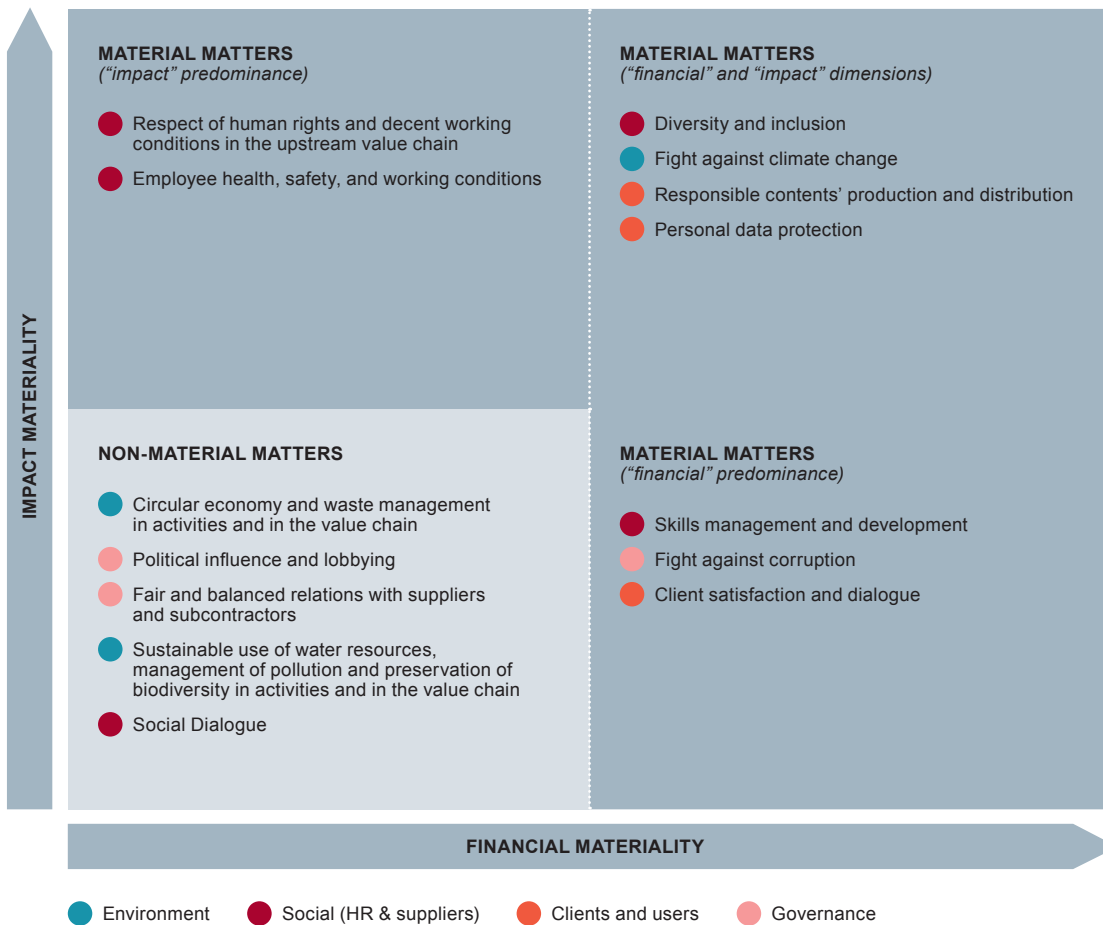 MATERIAL MATTERS
(“impact” predominance)
Respect of human rights and decent working
conditions in the upstream value chain
Employee health, safety, and working conditions
MATERIAL MATTERS
(“financial” and “impact” dimensions)
Diversity and inclusion
Fight against climate change
Responsible contents’ production and distribution
Personal data protection
IMPACT MATERIALITY
NON-MATERIAL MATTERS
Circular economy and waste management
in activities and in the value chain
Political influence and lobbying
Fair and balanced relations with suppliers
and subcontractors
Sustainable use of water resources,
management of pollution and preservation of
biodiversity in activities and in the value chain
Social Dialogue
MATERIAL MATTERS
(“financial” predominance)
Skills management and development
Fight against corruption
Client satisfaction and dialogue
FINANCIAL MATERIALITY
Environment
Social (HR & suppliers)
Clients and users
Governance